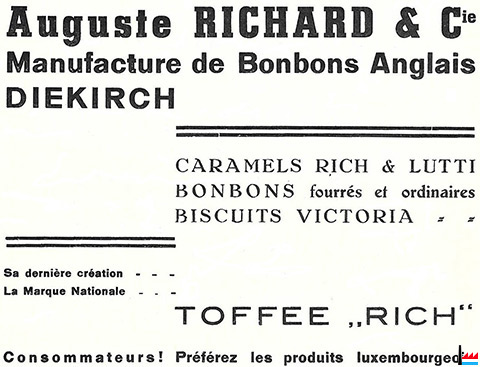 Auguste RICHARD & Cie
Manufacture de Bonbons Anglais
DIEKIRCH
CARAMELS RICH & LUTTI
BONBONS fourrés et ordinaires
BISCUITS VICTORIA " "
Sa dernière création - - -
La Marque Nationale - - -
TOFFEE „RICH“
Consommateurs! Préférez les produits